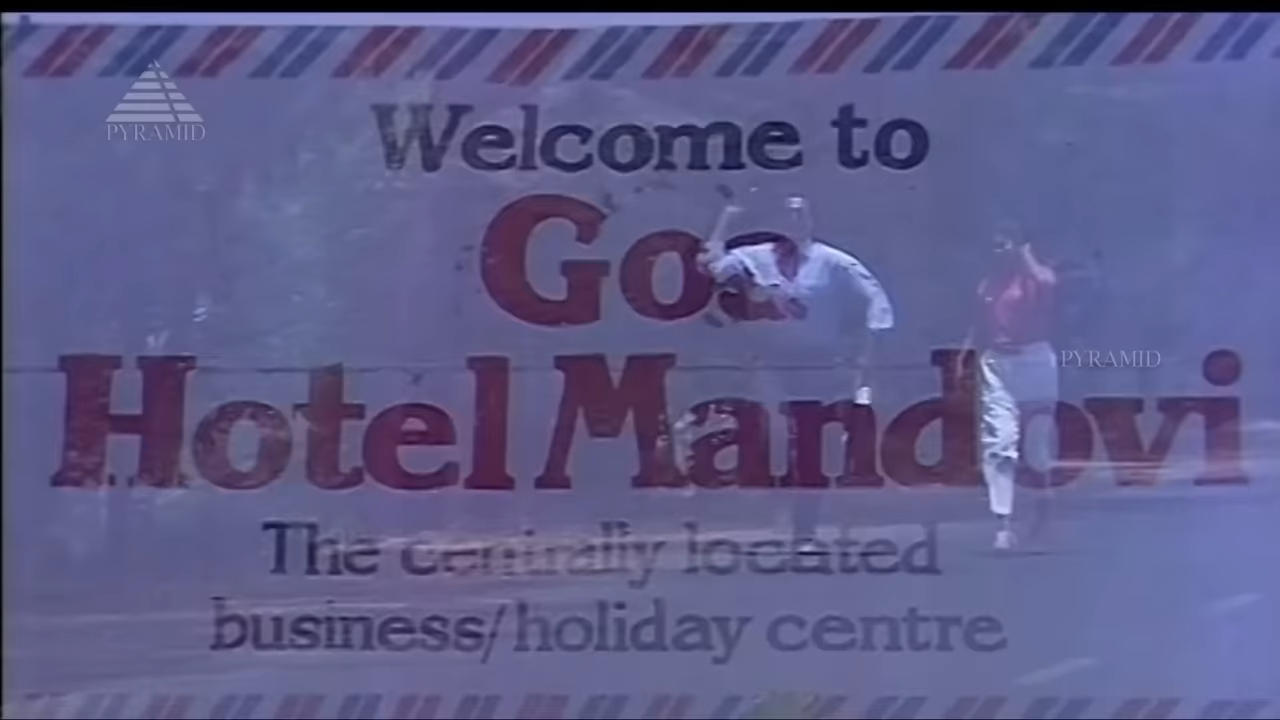 PYRAMID
Welcome to
Goa
Hotel Mandovi
PYRAMID
The centrally located
business/holiday centre